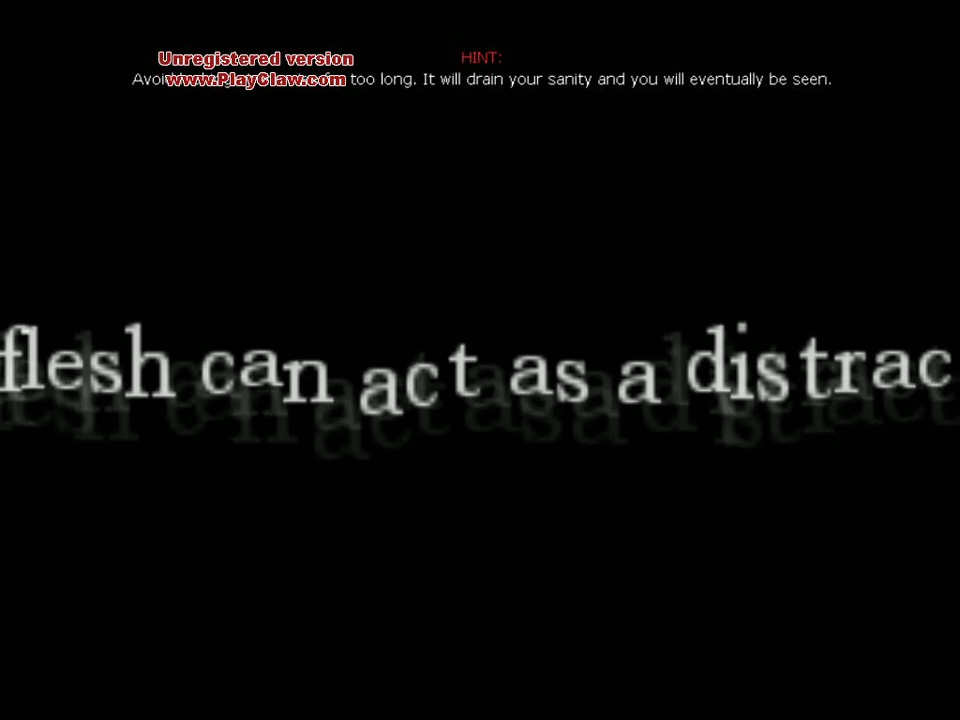 Unregistered version
HINT:
www.PlayClaw.com
too long. It will drain your sanity and you will eventually be seen.
flesh can act as a distrac